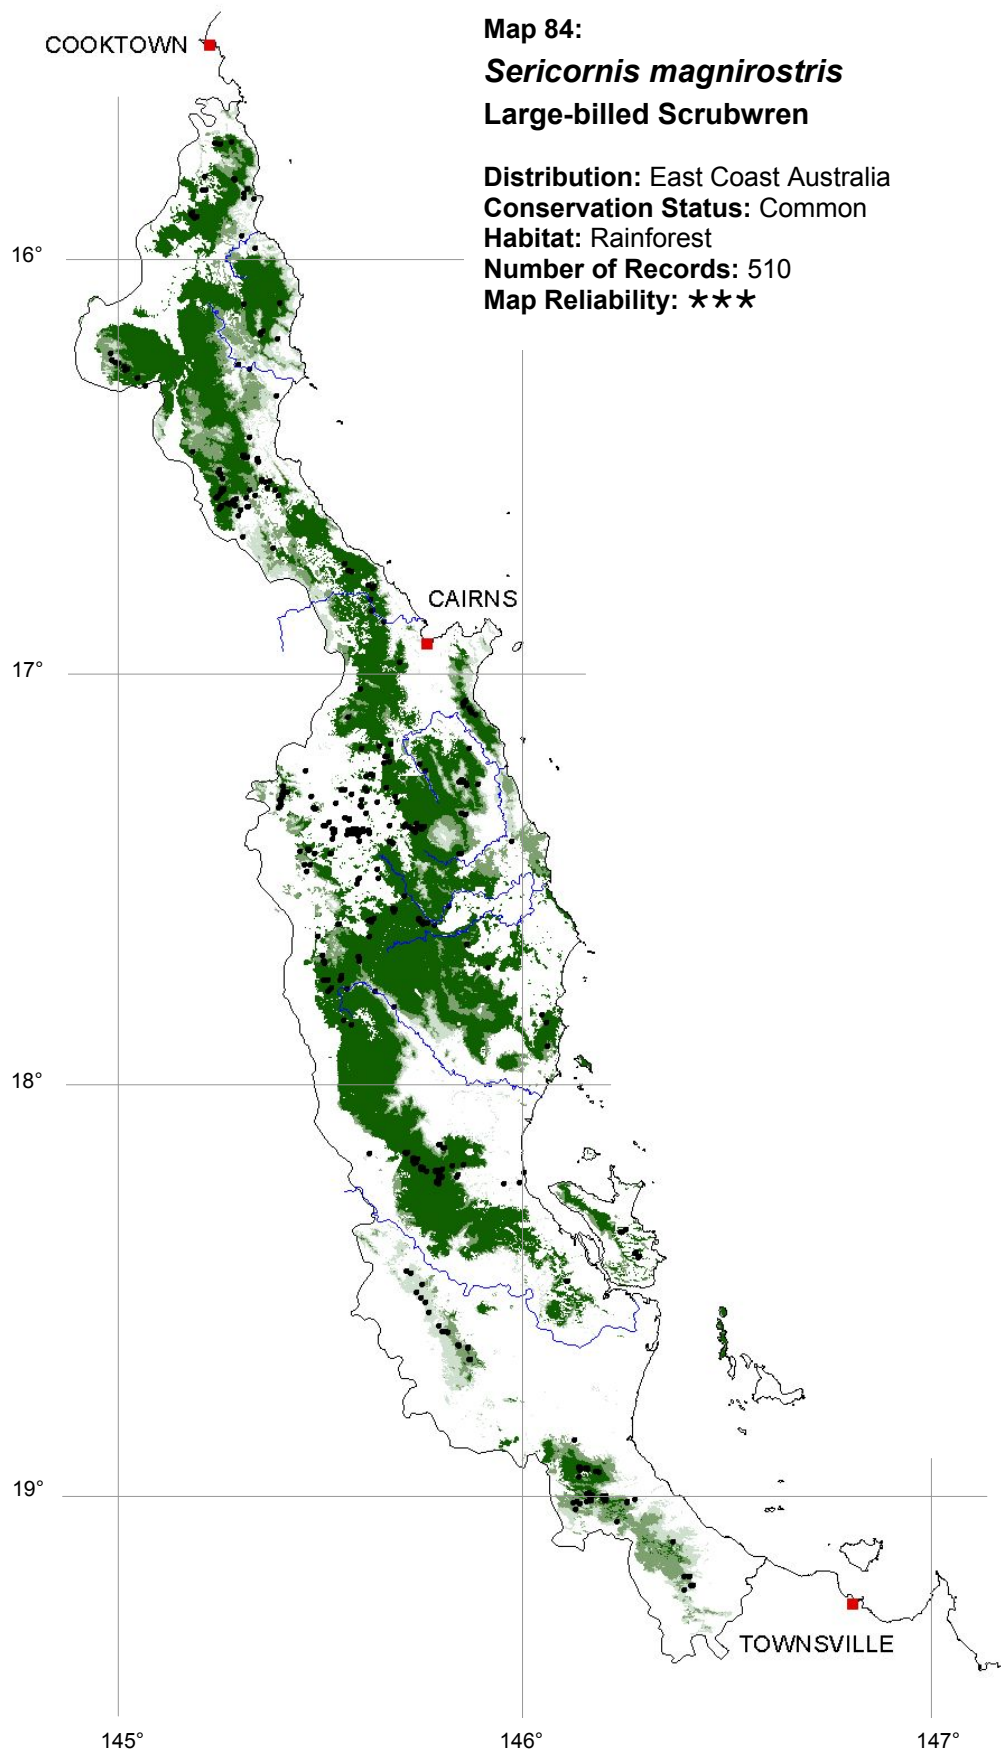 Map 84:
Sericornis magnirostris
Large-billed Scrubwren
Distribution: East Coast Australia
Conservation Status: Common
Habitat: Rainforest
Number of Records: 510
Map Reliability: ***
COOKTOWN
16°
CAIRNS
17°
18°
19°
TOWNSVILLE
145°
146°
147°